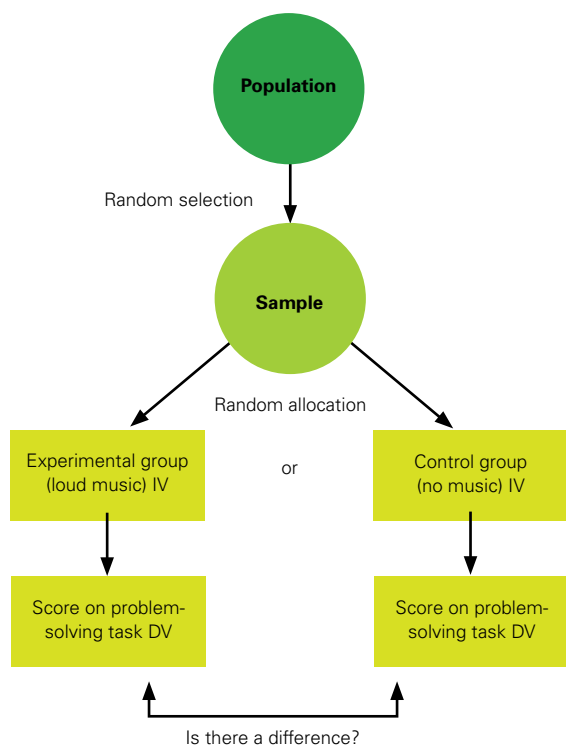 Population
Random selection
Sample
Random allocation
Experimental group
(loud music) IV
or
Control group
(no music) IV
Score on problem-
solving task DV
Score on problem-
solving task DV
Is there a difference?